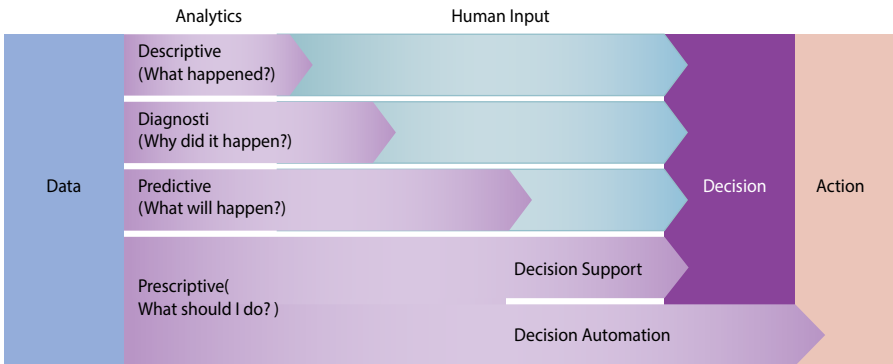 Analytics
Human Input
Descriptive
(What happened?)
Diagnosti
(Why did it happen?)
Data
Predictive
(What will happen?)
Decision
Action
Prescriptive(
What should I do? )
Decision Support
Decision Automation